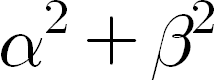 α² + β²